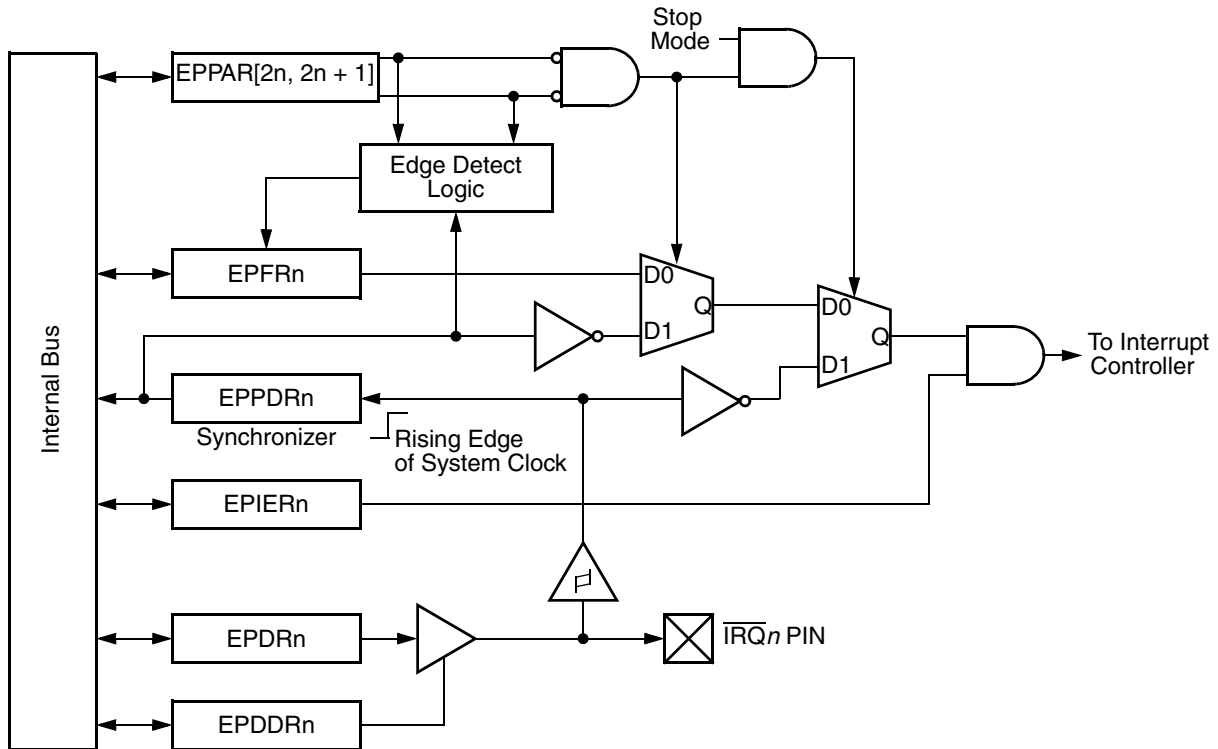 Stop
Mode
EPPAR[2n, 2n + 1]
Edge Detect
Logic
EPFRn
D0
D1
Q
D0
D1
Q
To Interrupt
Controller
Internal Bus
EPPDRn
Synchronizer
Rising Edge
of System Clock
EPIERn
EPDRn
IRQn PIN
EPDDRn